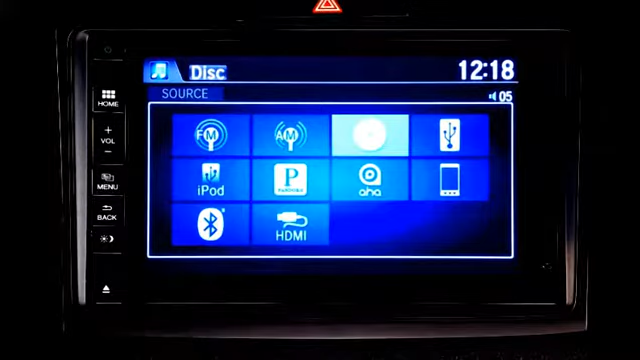 Disc
12:18
SOURCE
05
HOME
+
VOL
−
MENU
BACK
FM
AM
iPod
P
PANDORA
aha
HDMI